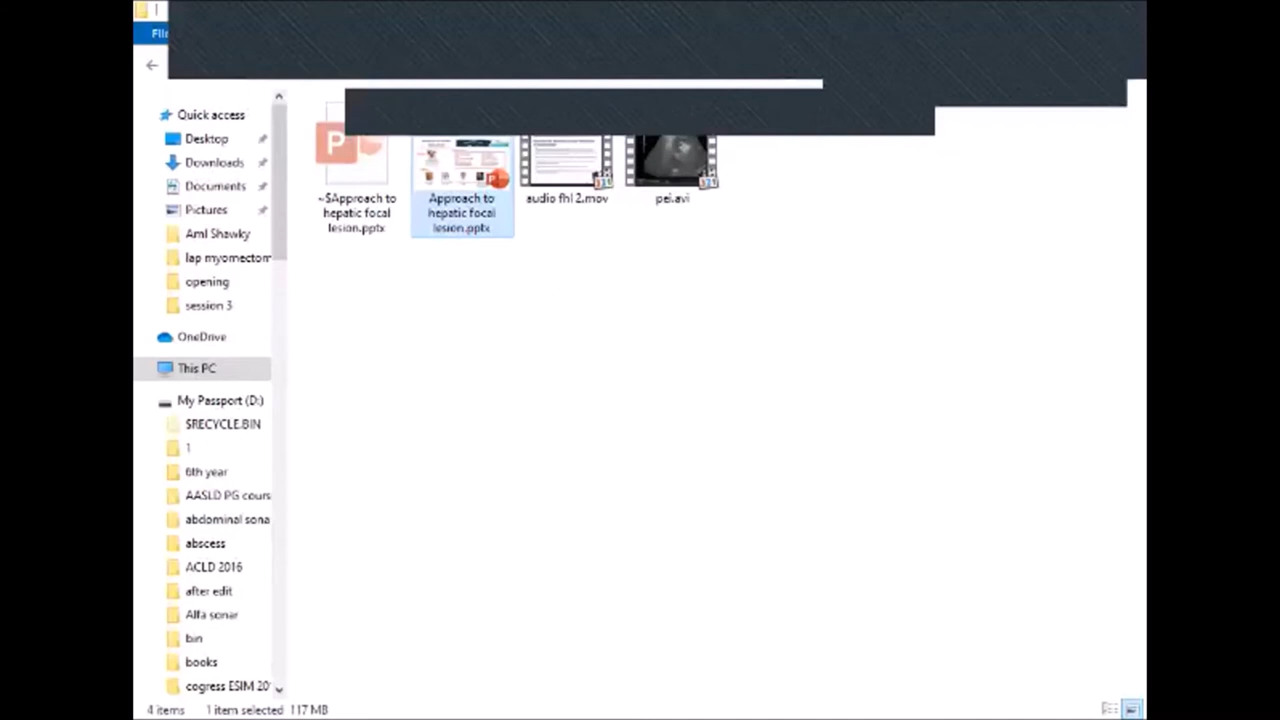 File
Quick access
Desktop
Downloads
Documents
Pictures
Aml Shawky
lap myometom
opening
session 3
OneDrive
This PC
My Passport (D:)
$RECYCLE.BIN
1
6th year
AASLD PG cours
abdominal sona
abscess
ACLD 2016
after edit
Alfa sonar
bin
books
cogress ESIM 20
~$Approach to
hepatic focal
lesion.pptx
Approach to
hepatic focal
lesion.pptx
audio fhl 2.mov
pei.avi
4 items 1 item selected 117 MB